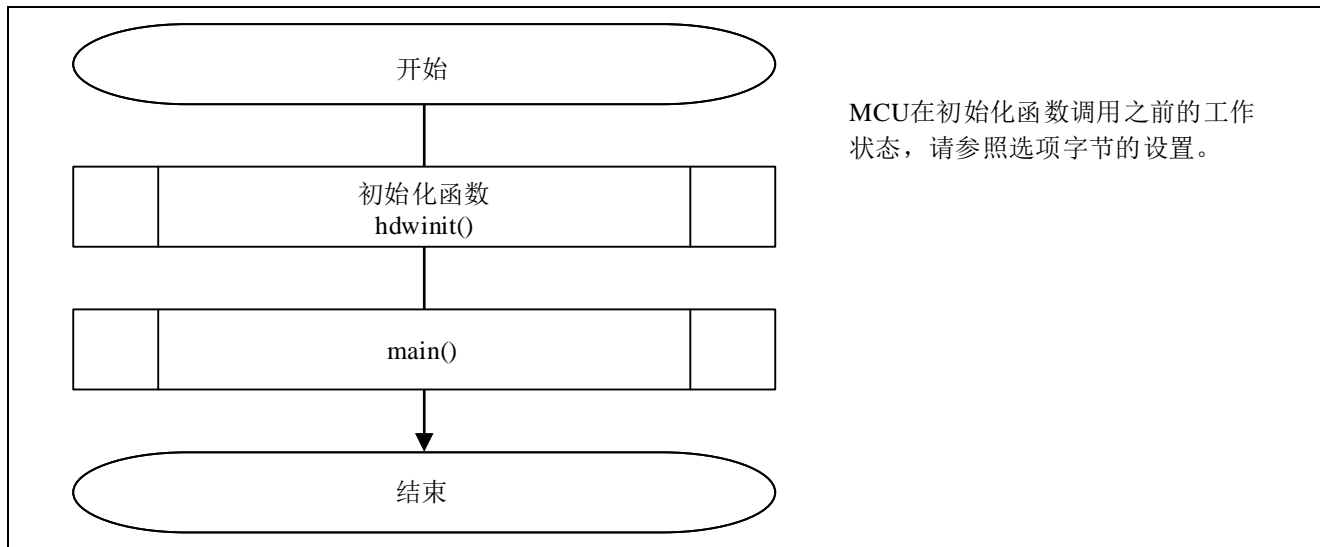 开始
MCU在初始化函数调用之前的工作
状态，请参照选项字节的设置。
初始化函数
hdwinit()
main()
结束